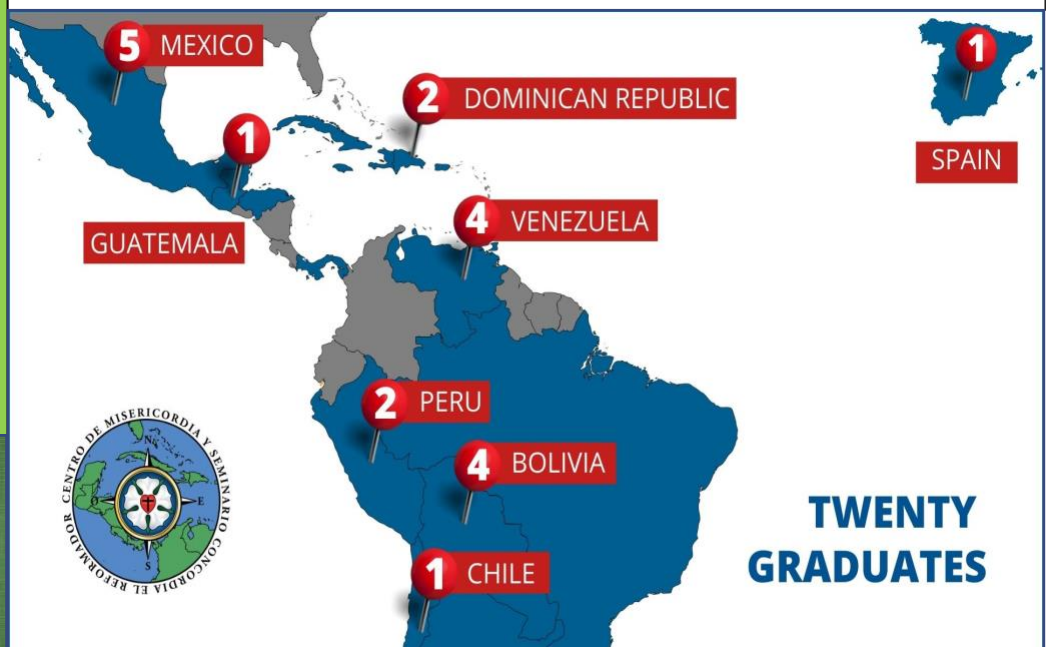 5 MEXICO
1
SPAIN
2 DOMINICAN REPUBLIC
1
GUATEMALA
4 VENEZUELA
2 PERU
4 BOLIVIA
1 CHILE
CENTRO DE MISERICORDIA Y SEMINARIO CONCORDIA EL REFORMADOR
N
O
E
S
TWENTY
GRADUATES